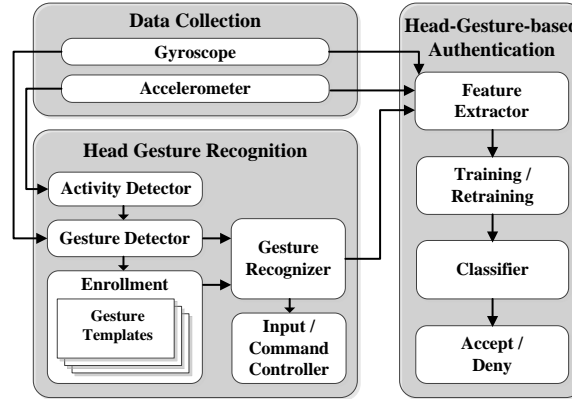 Data Collection
Gyroscope
Accelerometer
Head Gesture Recognition
Activity Detector
Gesture Detector
Enrollment
Gesture
Templates
Gesture
Recognizer
Input /
Command
Controller
Head-Gesture-based
Authentication
Feature
Extractor
Training /
Retraining
Classifier
Accept /
Deny